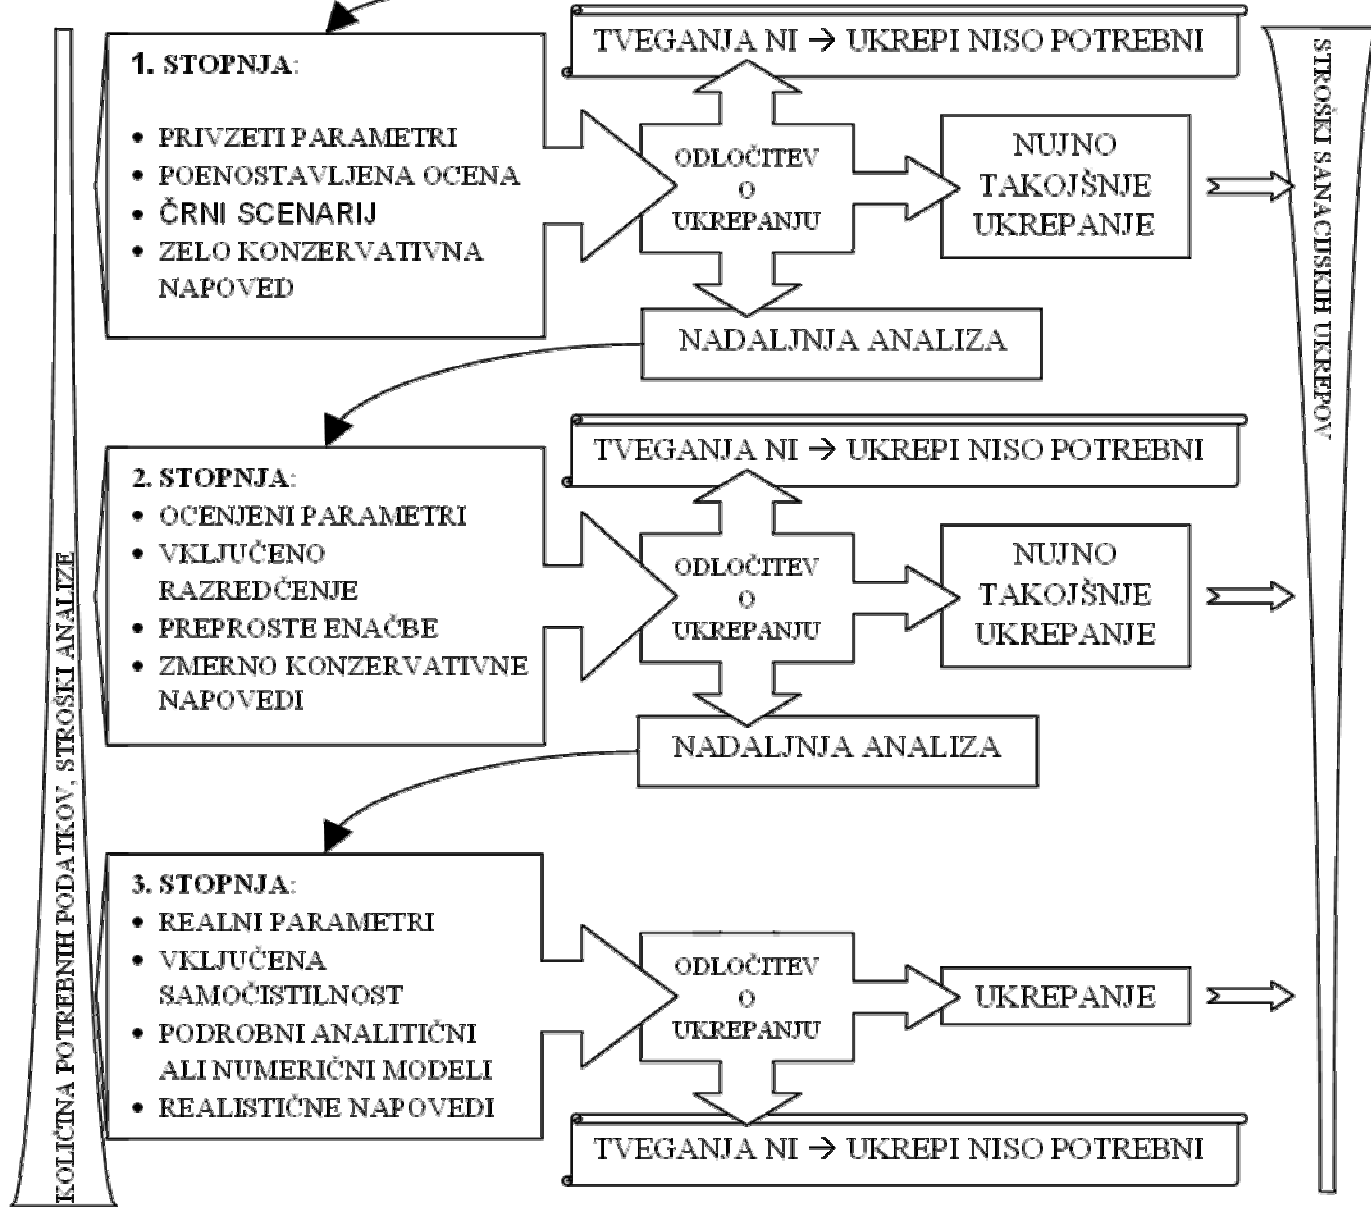 TVEGANJA NI → UKREPI NISO POTREBNI
1. STOPNJA:
• PRIVZETI PARAMETRI
• POENOSTAVLJENA OCENA
• ČRNI SCENARIJ
• ZELO KONZERVATIVNA
NAPOVED
ODLOČITEV
O
UKREPANJU
NUJNO
TAKOJŠNJE
UKREPANJE
NADALJNJA ANALIZA
TVEGANJA NI → UKREPI NISO POTREBNI
2. STOPNJA:
• OCENJENI PARAMETRI
• VKLJUČENO
RAZREDČENJE
• PREPROSTE ENAČBE
• ZMERNO KONZERVATIVNE
NAPOVEDI
ODLOČITEV
O
UKREPANJU
NUJNO
TAKOJŠNJE
UKREPANJE
NADALJNJA ANALIZA
3. STOPNJA:
• REALNI PARAMETRI
• VKLJUČENA
SAMOČISTILNOST
• PODROBNI ANALITIČNI
ALI NUMERIČNI MODELI
• REALISTIČNE NAPOVEDI
ODLOČITEV
O
UKREPANJU
UKREPANJE
TVEGANJA NI → UKREPI NISO POTREBNI
KOLIČINA POTREBNIH PODATKOV, STROŠKI ANALIZE
STROŠKI SANACIJSKIH UKREPOV